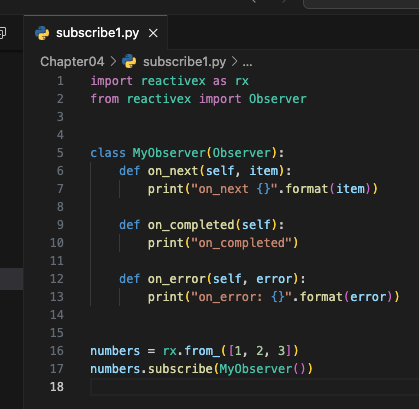 subscribe1.py
Chapter04 > subscribe1.py > ...
1 import reactivex as rx
2 from reactivex import Observer
3
4
5 class MyObserver(Observer):
6     def on_next(self, item):
7         print("on_next {}".format(item))
8
9     def on_completed(self):
10         print("on_completed")
11
12     def on_error(self, error):
13         print("on_error: {}".format(error))
14
15
16 numbers = rx.from_([1, 2, 3])
17 numbers.subscribe(MyObserver())
18